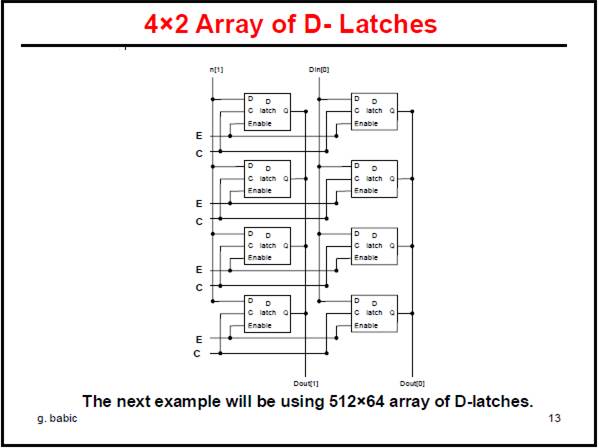 4×2 Array of D- Latches
n[1] Din[0]
D D D D
C latch Q C latch Q
Enable Enable
E
C
D D D D
C latch Q C latch Q
Enable Enable
E
C
D D D D
C latch Q C latch Q
Enable Enable
E
C
D D D D
C latch Q C latch Q
Enable Enable
E
C
Dout[1] Dout[0]
The next example will be using 512×64 array of D-latches.
g. babic 13